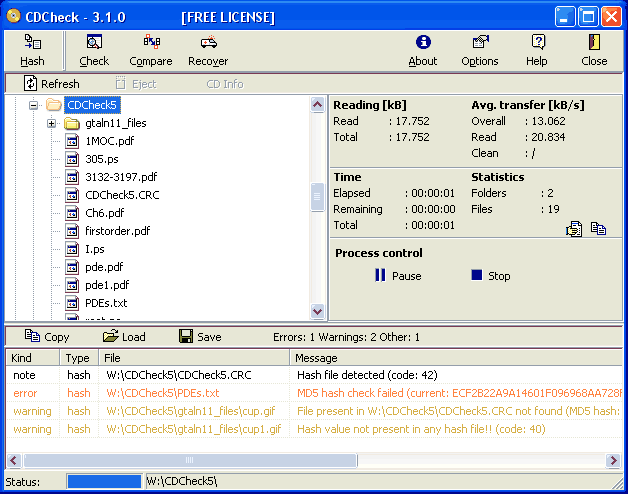 CDCheck - 3.1.0 [FREE LICENSE]
Hash Check Compare Recover About Options Help Close
Refresh Eject CD Info
CDCheck5
gtaln11_files
1MOC.pdf
305.ps
3132-3197.pdf
CDCheck5.CRC
Ch6.pdf
firstorder.pdf
I.ps
pde.pdf
pde1.pdf
PDEs.txt
Reading [kB]
Read : 17.752
Total : 17.752
Avg. transfer [kB/s]
Overall : 13.062
Read : 20.834
Clean : /
Time
Elapsed : 00:00:01
Remaining : 00:00:00
Total : 00:00:01
Statistics
Folders : 2
Files : 19
Process control
Pause Stop
Copy Load Save Errors: 1 Warnings: 2 Other: 1
Kind Type File Message
note hash W:\CDCheck5\CDCheck5.CRC Hash file detected (code: 42)
error hash W:\CDCheck5\PDEs.txt MD5 hash check failed (current: ECF2B22A9A14601F096968AA728F
warning hash W:\CDCheck5\gtaln11_files\cup.gif File present in W:\CDCheck5\CDCheck5.CRC not found (MD5 hash:
warning hash W:\CDCheck5\gtaln11_files\cup1.gif Hash value not present in any hash file!! (code: 40)
Status: W:\CDCheck5\